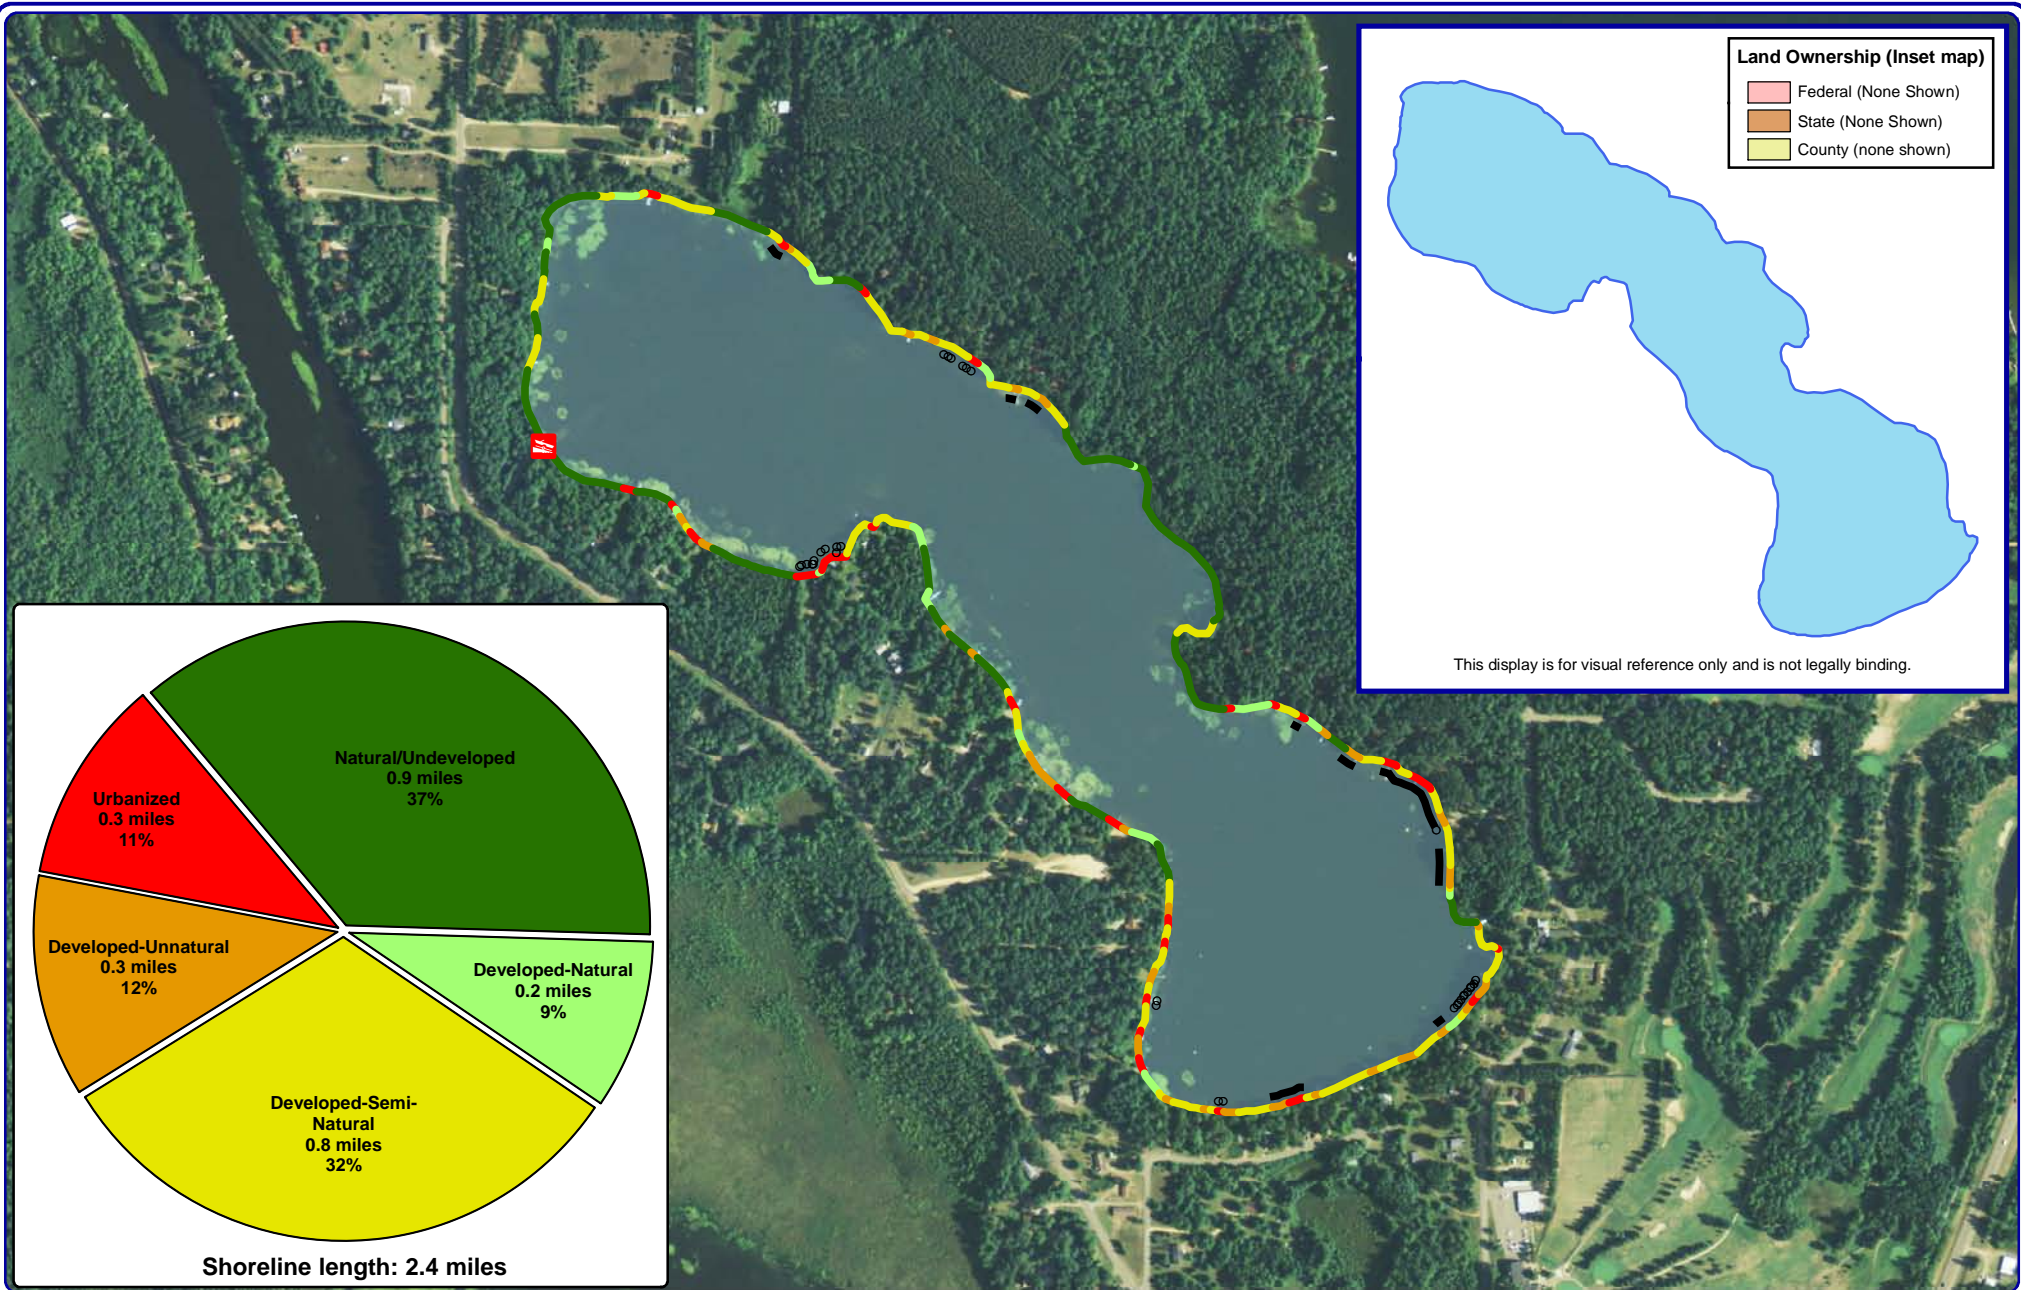 Land Ownership (Inset map)
Federal (None Shown)
State (None Shown)
County (none shown)
This display is for visual reference only and is not legally binding.
Natural/Undeveloped
0.9 miles
37%
Urbanized
0.3 miles
11%
Developed-Unnatural
0.3 miles
12%
Developed-Natural
0.2 miles
9%
Developed-Semi-
Natural
0.8 miles
32%
Shoreline length: 2.4 miles